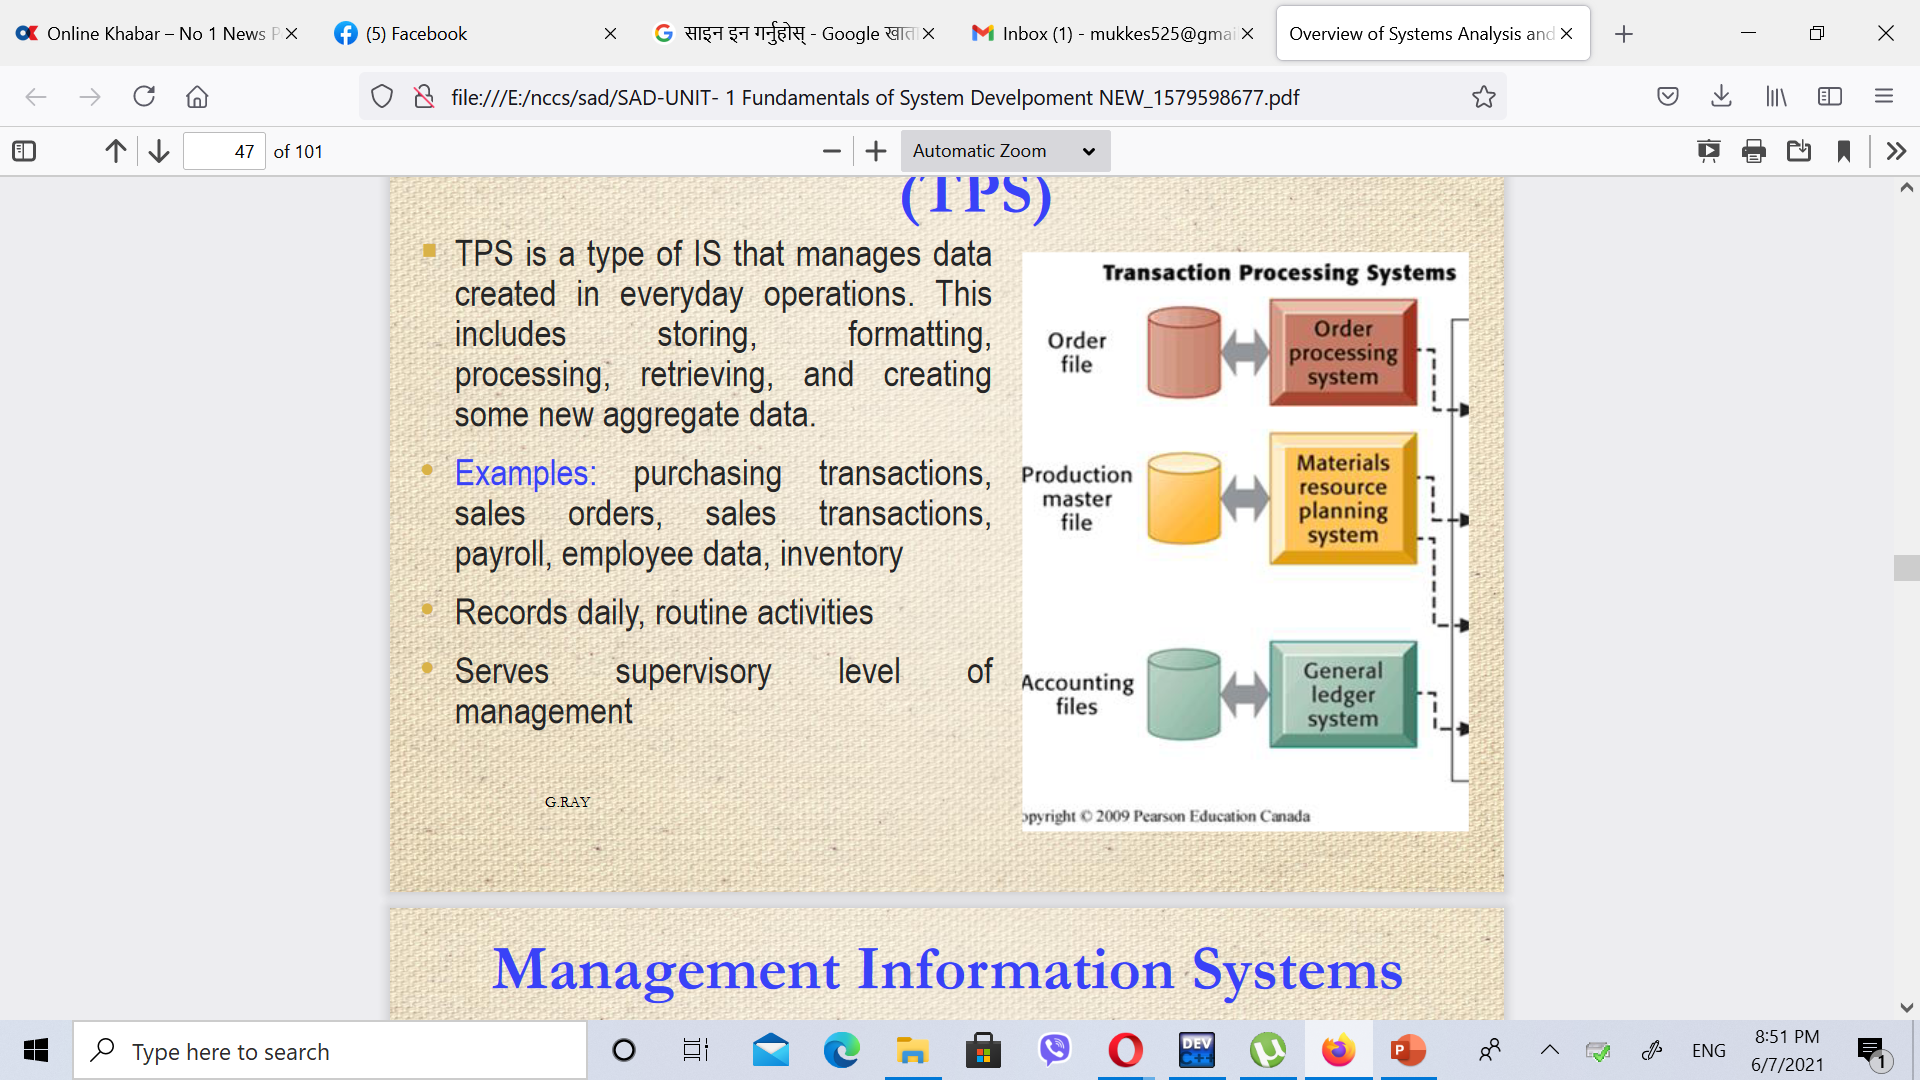 Online Khabar – No 1 News P
(5) Facebook
साइन इन गर्नुहोस् - Google खात
Inbox (1) - mukkes525@gmai
Overview of Systems Analysis and
file:///E:/nccs/sad/SAD-UNIT- 1 Fundamentals of System Develpoment NEW_1579598677.pdf
47 of 101
Automatic Zoom
(TPS)
TPS is a type of IS that manages data
created in everyday operations. This
includes storing, formatting,
processing, retrieving, and creating
some new aggregate data.
Examples: purchasing transactions,
sales orders, sales transactions,
payroll, employee data, inventory
Records daily, routine activities
Serves supervisory level of
management
G.RAY
Transaction Processing Systems
Order
file
Order
processing
system
Production
master
file
Materials
resource
planning
system
Accounting
files
General
ledger
system
opyright © 2009 Pearson Education Canada
Management Information Systems
Type here to search
DEV
C++
P
ENG
8:51 PM
6/7/2021
1